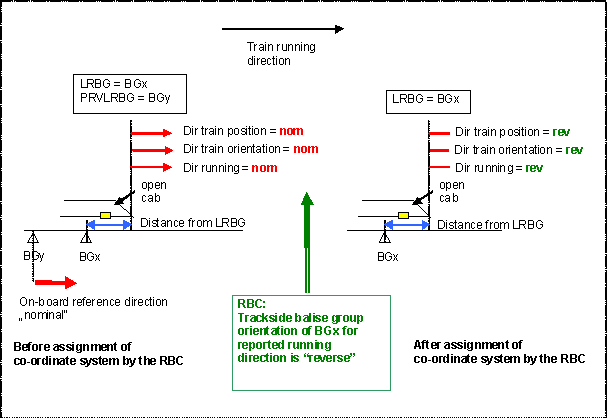 Train running
direction
LRBG = BGx
PRVLRBG = BGy
Dir train position = nom
Dir train orientation = nom
Dir running = nom
open
cab
Distance from LRBG
BGy
BGx
On-board reference direction
„nominal"
Before assignment of
co-ordinate system by the RBC
RBC:
Trackside balise group
orientation of BGx for
reported running
direction is “reverse”
LRBG = BGx
Dir train position = rev
Dir train orientation = rev
Dir running = rev
open
cab
Distance from LRBG
BGx
After assignment of
co-ordinate system by the RBC